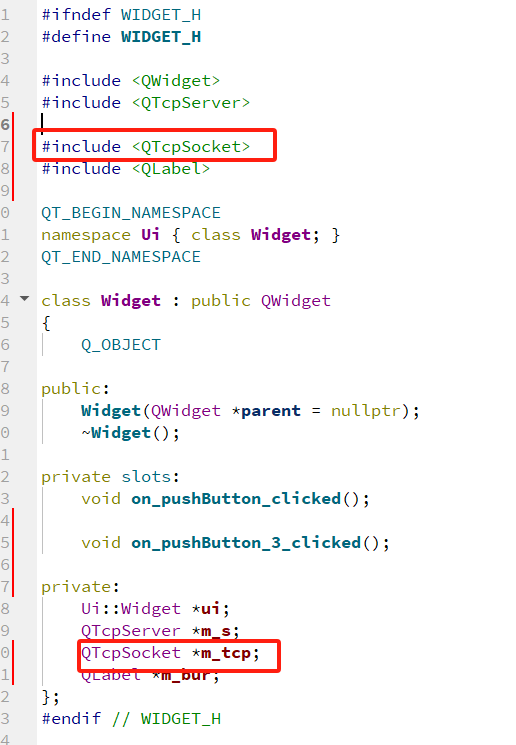 1 #ifndef WIDGET_H
2 #define WIDGET_H
3
4 #include <QWidget>
5 #include <QTcpServer>
6
7 #include <QTcpSocket>
8 #include <QLabel>
9
0 QT_BEGIN_NAMESPACE
1 namespace Ui { class Widget; }
2 QT_END_NAMESPACE
3
4 class Widget : public QWidget
5 {
6     Q_OBJECT
7
8 public:
9     Widget(QWidget *parent = nullptr);
0     ~Widget();
1
2 private slots:
3     void on_pushButton_clicked();
4
5     void on_pushButton_3_clicked();
6
7 private:
8     Ui::Widget *ui;
9     QTcpServer *m_s;
0     QTcpSocket *m_tcp;
1     QLabel *m_bur;
2 };
3 #endif // WIDGET_H
4